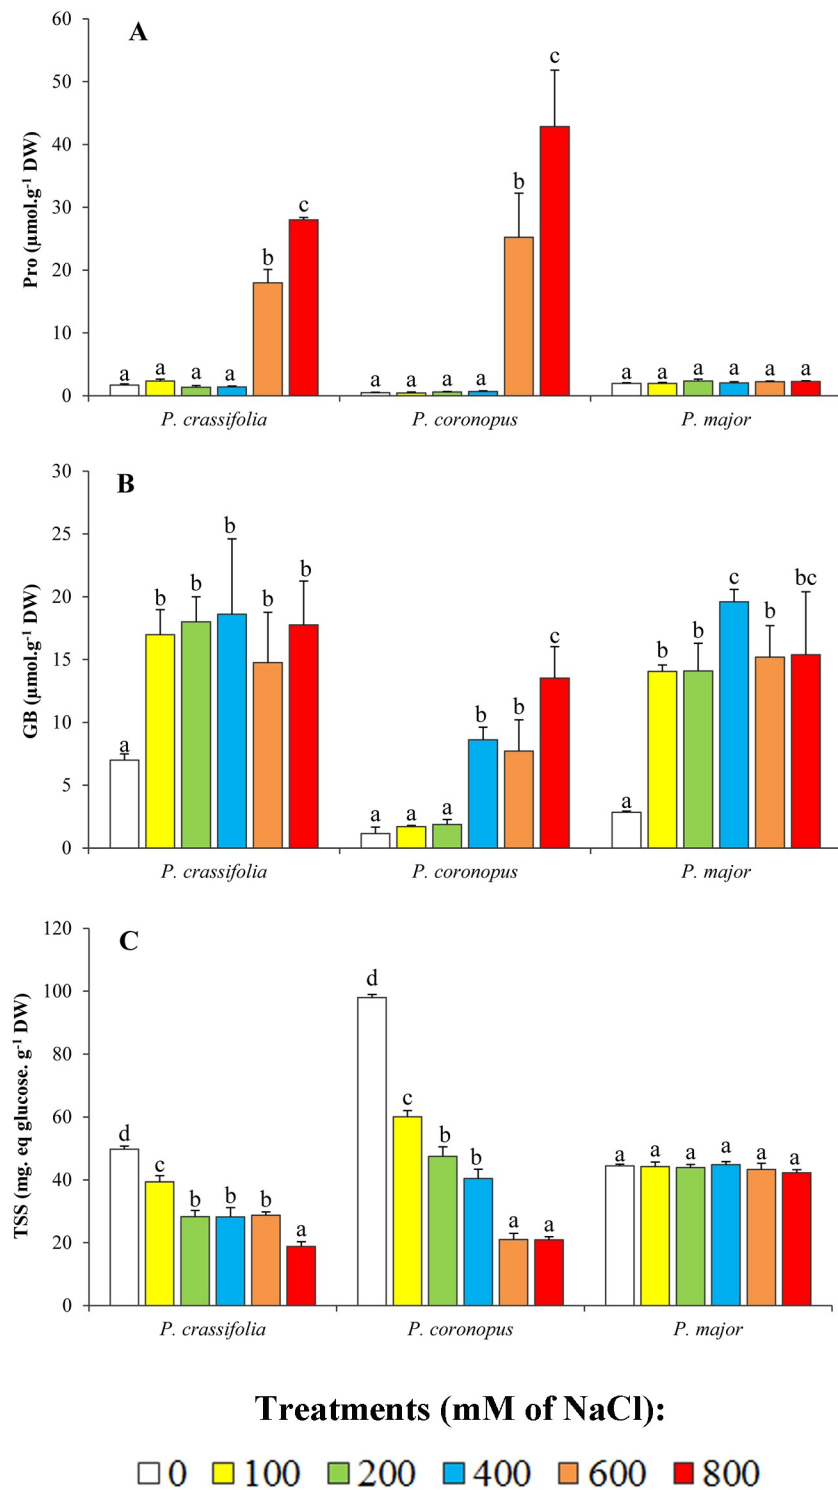 A
Pro (µmol.g-1 DW)
60
50
40
30
20
10
0
a a a a b c
a a a a b c
a a a a a a
P. crassifolia P. coronopus P. major
B
GB (µmol.g-1 DW)
30
25
20
15
10
5
0
a b b b b b
a a a b b c
a b b c b bc
P. crassifolia P. coronopus P. major
C
TSS (mg. eq glucose. g-1 DW)
120
100
80
60
40
20
0
d c b b b a
d c b b a a
a a a a a a
P. crassifolia P. coronopus P. major
Treatments (mM of NaCl):
0 100 200 400 600 800